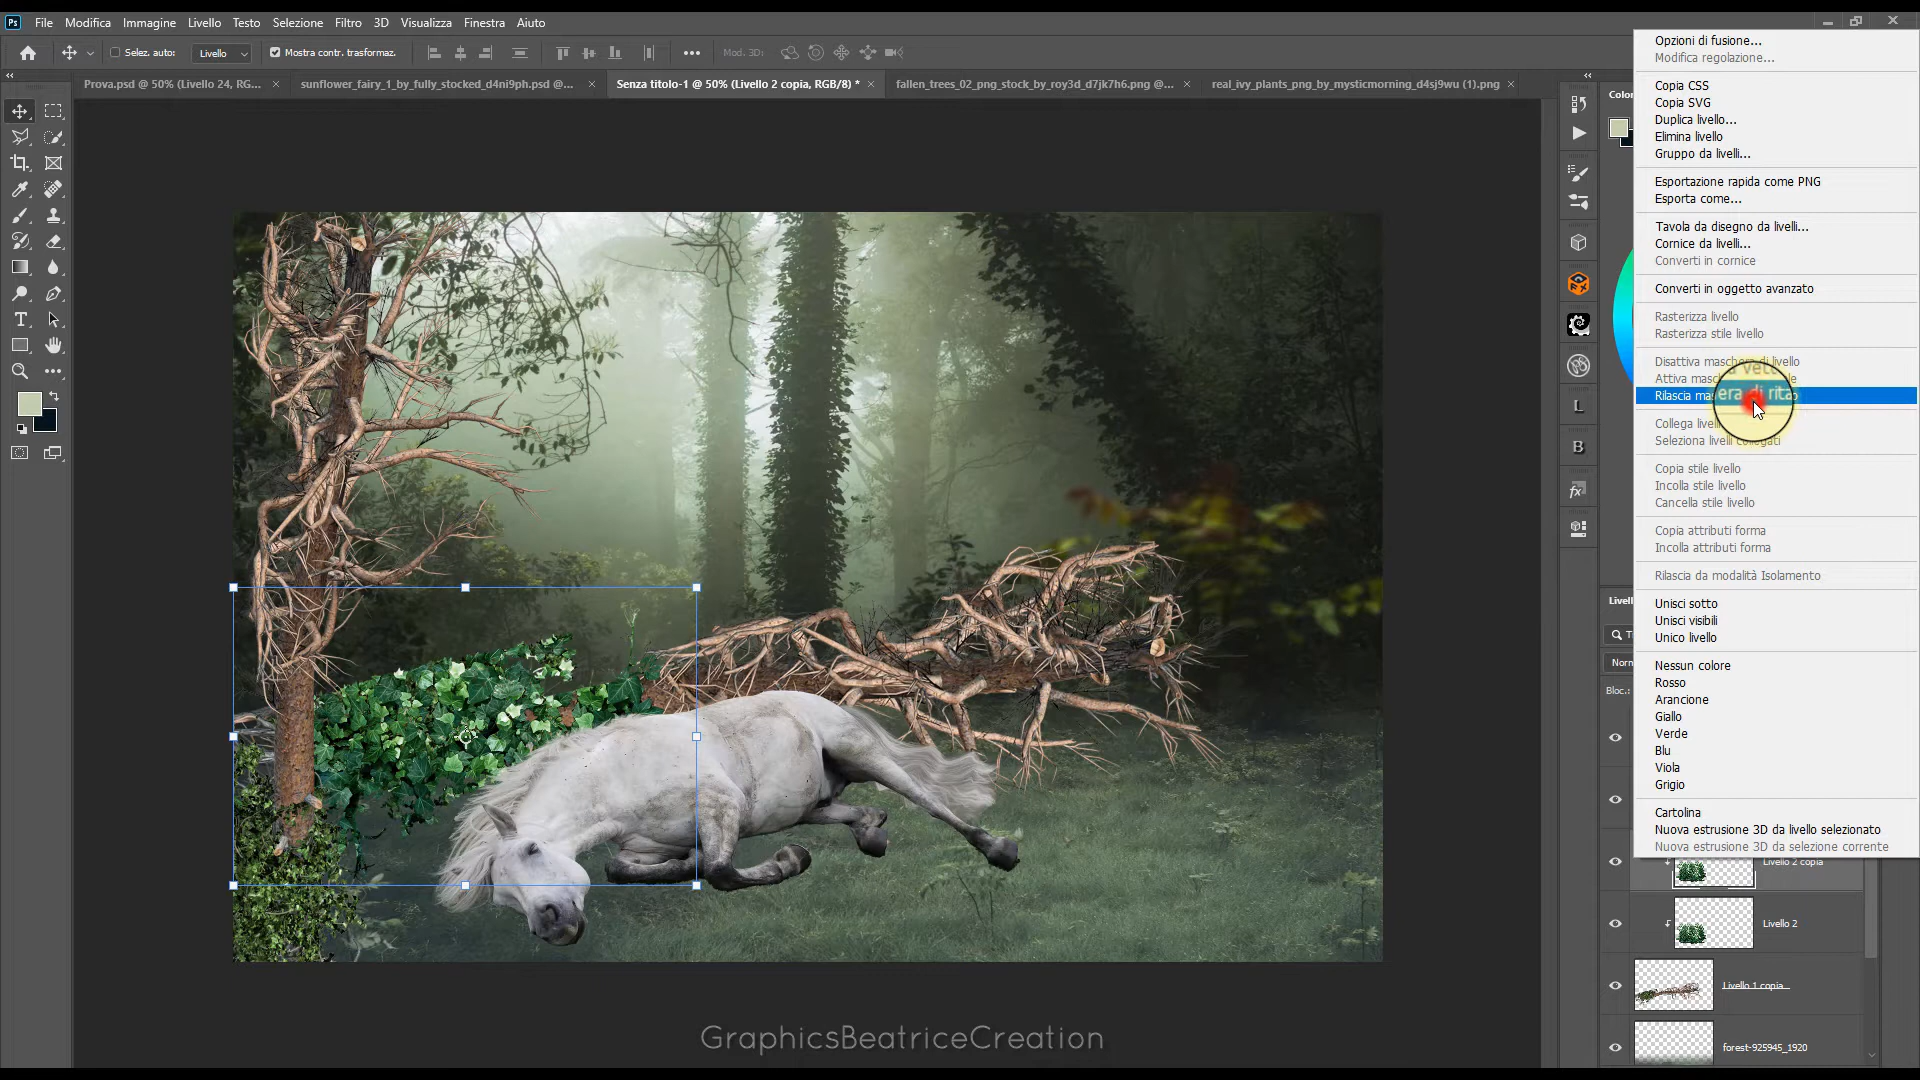 Ps File Modifica Immagine Livello Testo Selezione Filtro 3D Visualizza Finestra Aiuto
Selez. auto: Livello Mostra contr. trasformaz. Mod. 3D:
Prova.psd @ 50% (Livello 24, RG... sunflower_fairy_1_by_fully_stocked_d4ni9ph.psd @... Senza titolo-1 @ 50% (Livello 2 copia, RGB/8) * fallen_trees_02_png_stock_by_roy3d_d7jk7h6.png @... real_ivy_plants_png_by_mysticmorning_d4sj9wu (1).png
Opzioni di fusione...
Modifica regolazione...
Copia CSS
Copia SVG
Duplica livello...
Elimina livello
Gruppo da livelli...
Esportazione rapida come PNG
Esporta come...
Tavola da disegno da livelli...
Cornice da livelli...
Converti in cornice
Converti in oggetto avanzato
Rasterizza livello
Rasterizza stile livello
Disattiva maschera di livello
Attiva
Rilascia
Collega livelli
Seleziona livelli collegati
Copia stile livello
Incolla stile livello
Cancella stile livello
Copia attributi forma
Incolla attributi forma
Rilascia da modalità Isolamento
Unisci sotto
Unisci visibili
Unico livello
Nessun colore
Rosso
Arancione
Giallo
Verde
Blu
Viola
Grigio
Cartolina
Nuova estrusione 3D da livello selezionato
Nuova estrusione 3D da selezione corrente
Livello 2 copia
Livello 2
Livello 1 copia...
forest-925945_1920
Bloc.:
L
B
fx
GraphicsBeatriceCreation